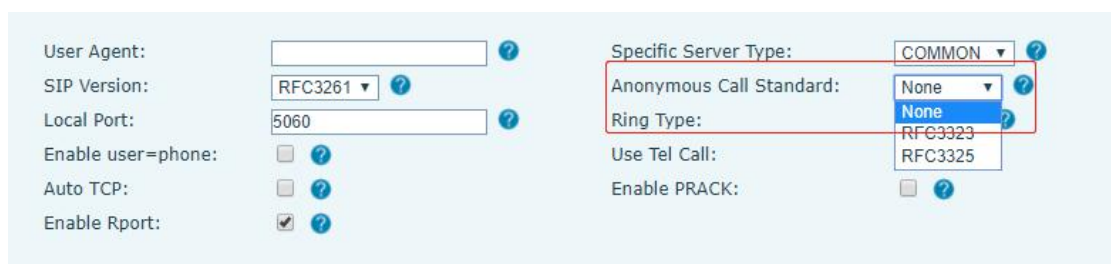 User Agent: ? Specific Server Type: COMMON ?
SIP Version: RFC3261 ? Anonymous Call Standard: None ?
Local Port: 5060 ? Ring Type: None ?
RFC3323
Enable user=phone: ? Use Tel Call: RFC3325
Auto TCP: ? Enable PRACK: ?
Enable Rport: ?